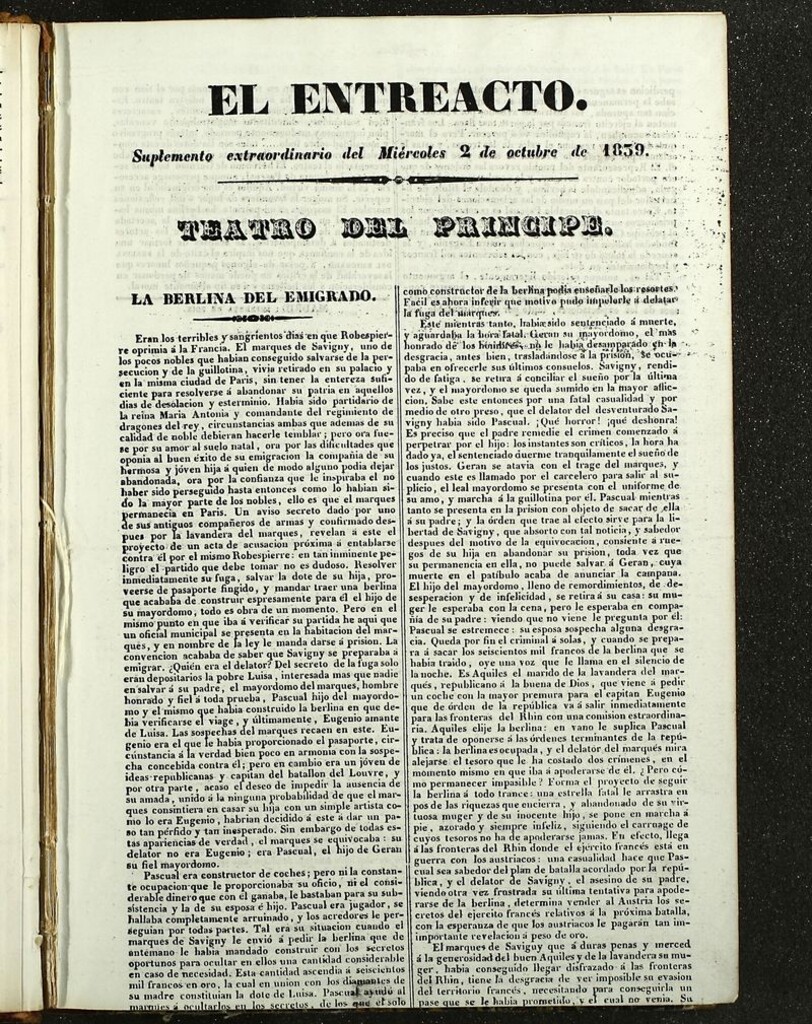 EL ENTREACTO.
Suplemento extraordinario del Miércoles 2 de octubre de 1839.
TEATRO DEL PRINCIPE.
LA BERLINA DEL EMIGRADO.
Eran los terribles y sangrientos dias en que Robespier-
re oprimia á la Francia. El marques de Savigny, uno de
los pocos nobles que habian conseguido salvarse de la per-
secucion y de la guillotina, vivia retirado en su palacio y
en la misma ciudad de Paris, sin tener la entereza sufi-
ciente para resolverse á abandonar su patria en aquellos
dias de desolacion y esterminio. Habia sido partidario de
la reina Maria Antonia y comandante del regimiento de
dragones del rey, circunstancias ambas que ademas de su
calidad de noble debieran hacerle temblar; pero ora fue-
se por su amor al suelo natal, ora por las dificultades que
oponia al buen éxito de su emigracion la compañia de su
hermosa y jóven hija á quien de modo alguno podia dejar
abandonada, ora por la confianza que le inspiraba el no
haber sido perseguido hasta entonces como lo habian si-
do la mayor parte de los nobles, ello es que el marques
permanecia en Paris. Un aviso secreto dado por uno
de sus antiguos compañeros de armas y confirmado des-
pues por la lavandera del marques, revelan á este el
proyecto de un acta de acusacion próxima á entablarse
contra él por el mismo Robespierre: en tan inminente pe-
ligro el partido que debe tomar no es dudoso. Resolver
inmediatamente su fuga, salvar la dote de su hija, pro-
veerse de pasaporte fingido, y mandar traer una berlina
que acababa de construir espresamente para él el hijo de
su mayordomo, todo es obra de un momento. Pero en el
mismo punto en que iba á verificar su partida he aqui que
un oficial municipal se presenta en la habitacion del mar-
qués, y en nombre de la ley le manda darse á prision. La
convencion acababa de saber que Savigny se preparaba á
emigrar. ¿Quién era el delator? Del secreto de la fuga solo
eran depositarios la pobre Luisa, interesada mas que nadie
en salvar á su padre, el mayordomo del marques, hombre
honrado y fiel á toda prueba, Pascual hijo del mayordo-
mo y el mismo que habia construido la berlina en que de-
bia verificarse el viage, y últimamente, Eugenio amante
de Luisa. Las sospechas del marques recaen en este. Eu-
genio era el que le habia proporcionado el pasaporte, cir-
cunstancia á la verdad bien poco en armonia con la sospe-
cha concebida contra él; pero en cambio era un jóven de
ideas republicanas y capitan del batallon del Louvre, y
por otra parte, acaso el deseo de impedir la ausencia de
su amada, unido á la ninguna probabilidad de que el mar-
ques consintiera en casar su hija con un simple artista co-
mo lo era Eugenio, habrian decidido á este á dar un pa-
so tan pérfido y tan inesperado. Sin embargo de todas es-
tas apariencias de verdad, el marques se equivocaba: su
delator no era Eugenio; era Pascual, el hijo de Geran
su fiel mayordomo.
Pascual era constructor de coches; pero ni la constan-
te ocupacion que le proporcionaba su oficio, ni el consi-
derable dinero que con él ganaba, le bastaban para su sub-
sistencia y la de su esposa é hijo. Pascual era jugador, se
hallaba completamente arruinado, y los acredores le per-
seguian por todas partes. Tal era su situacion cuando el
marques de Savigny le envió á pedir la berlina que de
antemano le habia mandado construir con los secretos
oportunos para ocultar en ellos una cantidad considerable
en caso de necesidad. Esta cantidad ascendia á seiscientos
mil francos en oro, la cual en union con los diamantes de
su madre constituian la dote de Luisa. Pascual ayudó al
marques á ocultarlos en los secretos, de los que el solo
como constructor de la berlina podia enseñarle los resortes.
Facil es ahora inferir que motivo pudo impulerle á delatar
la fuga del marques.
Este mientras tanto, habia sido sentenciado á muerte,
y aguardaba la hora fatal. Geran su mayordomo, el mas
honrado de los hombres, no le habia desamparado en la
desgracia, antes bien, trasladandose á la prision, se ocu-
paba en ofrecerle sus últimos consuelos. Savigny, rendi-
do de fatiga, se retira á conciliar el sueño por la última
vez, y el mayordomo se queda sumido en la mayor aflic-
cion. Sabe este entonces por una fatal casualidad y por
medio de otro preso, que el delator del desventurado Sa-
vigny habia sido Pascual. ¡Qué horror! ¡qué deshonra!
Es preciso que el padre remedie el crimen comenzado á
perpetrar por el hijo: los instantes son críticos, la hora ha
dado ya, el sentenciado duerme tranquilamente el sueño de
los justos. Geran se atavia con el trage del marques, y
cuando este es llamado por el carcelero para salir al su-
plicio, el leal mayordomo se presenta con el uniforme de
su amo, y marcha á la guillotina por él. Pascual mientras
tanto se presenta en la prision con objeto de sacar de ella
á su padre; y la órden que trae al efecto sirve para la li-
bertad de Savigny, que absorto con tal noticia, y sabedor
despues del motivo de la equivocacion, consiente á rue-
gos de su hija en abandonar su prision, toda vez que
su permanencia en ella, no puede salvar á Geran, cuya
muerte en el patíbulo acaba de anunciar la campana.
El hijo del mayordomo, lleno de remordimientos, de de-
sesperacion y de infelicidad, se retira á su casa: su mu-
ger le esperaba con la cena, pero le esperaba en compa-
ñia de su padre: viendo que no viene le pregunta por él:
Pascual se estremece: su esposa sospecha alguna desgra-
cia. Queda por fin el criminal á solas, y cuando se prepa-
ra á sacar los seiscientos mil francos de la berlina que se
habia traido, oye una voz que le llama en el silencio de
la noche. Es Aquiles el marido de la lavandera del mar-
qués, republicano á la buena de Dios, que viene á pedir
un coche con la mayor premura para el capitan Eugenio
que de órden de la república va á salir inmediatamente
para las fronteras del Rhin con una comision estraordina-
ria. Aquiles elije la berlina: en vano le suplica Pascual
y trata de oponerse á las órdenes terminantes de la repú-
blica: la berlina es ocupada, y el delator del marqués mira
alejarse el tesoro que le ha costado dos crímenes, en el
momento mismo en que iba á apoderarse de él. ¿Pero có-
mo permanecer impasible? Forma el proyecto de seguir
la berlina á todo trance: una estrella fatal le arrastra en
pos de las riquezas que encierra, y abandonado de su vir-
tuosa muger y de su inocente hijo, se pone en marcha á
pie, azorado y siempre infeliz, siguiendo el carruage de
cuyos tesoros no ha de apoderarse jamas. En efecto, llega
á las fronteras del Rhin donde el ejército francés está en
guerra con los austriacos: una casualidad hace que Pas-
cual sea sabedor del plan de batalla acordado por la repú-
blica, y el delator de Savigny, el asesino de su padre,
viendo otra vez frustrada su última tentativa para apode-
rarse de la berlina, determina vender al Austria los se-
cretos del ejercito francés relativos á la próxima batalla,
con la esperanza de que los austriacos le pagarán tan im-
importante revelacion á peso de oro.
El marques de Savigny que á duras penas y merced
á la generosidad del buen Aquiles y de la lavandera su mu-
ger, habia conseguido llegar disfrazado á las fronteras
del Rhin, tiene la desgracia de ver imposible su evasion
del territorio francés, necesitando para conseguirla un
pase que se le habia prometido, y el cual no venia. Su